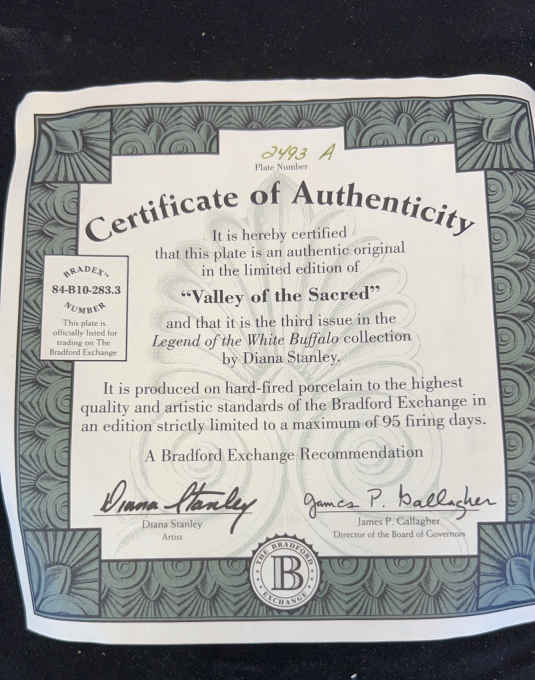 2493 A
Plate Number
Certificate of Authenticity
It is hereby certified
that this plate is an authentic original
in the limited edition of
“Valley of the Sacred”
and that it is the third issue in the
Legend of the White Buffalo collection
by Diana Stanley.
BRADEX™
84-B10-283.3
NUMBER
This plate is
officially listed for
trading on The
Bradford Exchange
It is produced on hard-fired porcelain to the highest
quality and artistic standards of the Bradford Exchange in
an edition strictly limited to a maximum of 95 firing days.
A Bradford Exchange Recommendation
Diana Stanley
Diana Stanley
Artist
James P. Gallagher
James P. Gallagher
Director of the Board of Governors
THE BRADFORD
B
EXCHANGE